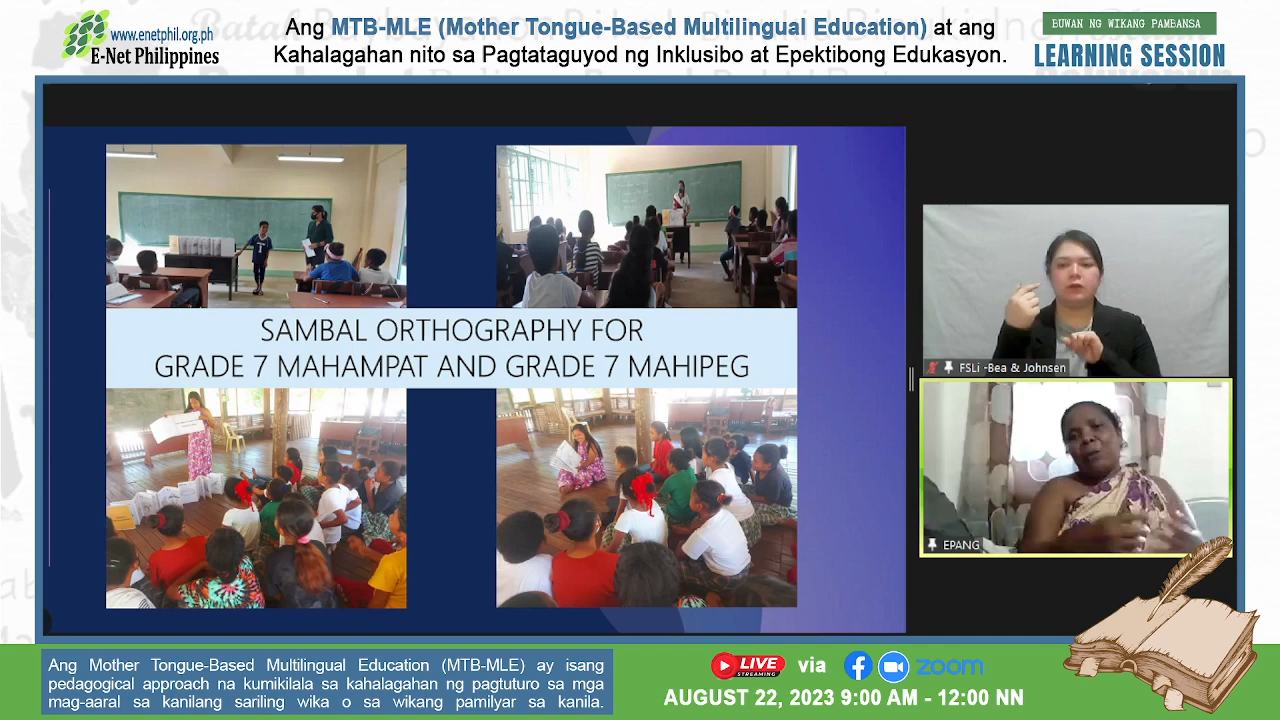 www.enetphil.org.ph
E-Net Philippines
Ang MTB-MLE (Mother Tongue-Based Multilingual Education) at ang
Kahalagahan nito sa Pagtataguyod ng Inklusibo at Epektibong Edukasyon.
BUWAN NG WIKANG PAMBANSA
LEARNING SESSION
SAMBAL ORTHOGRAPHY FOR
GRADE 7 MAHAMPAT AND GRADE 7 MAHIPEG
FSLi -Bea & Johnsen
EPANG
Ang Mother Tongue-Based Multilingual Education (MTB-MLE) ay isang
pedagogical approach na kumikilala sa kahalagahan ng pagtuturo sa mga
mag-aaral sa kanilang sariling wika o sa wikang pamilyar sa kanila.
LIVE
STREAMING
via
zoom
AUGUST 22, 2023 9:00 AM - 12:00 NN